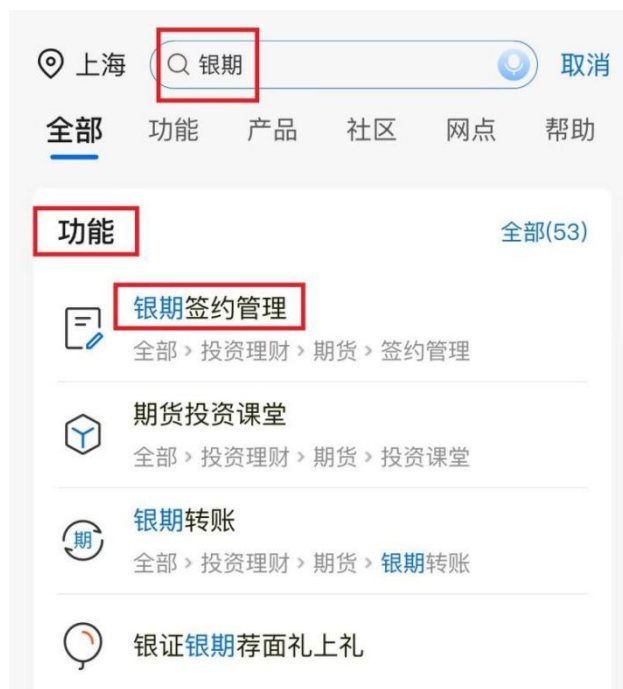 上海 银期 取消
全部 功能 产品 社区 网点 帮助
功能 全部(53)
银期签约管理
全部 > 投资理财 > 期货 > 签约管理
期货投资课堂
全部 > 投资理财 > 期货 > 投资课堂
期
银期转账
全部 > 投资理财 > 期货 > 银期转账
银证银期荐面礼上礼